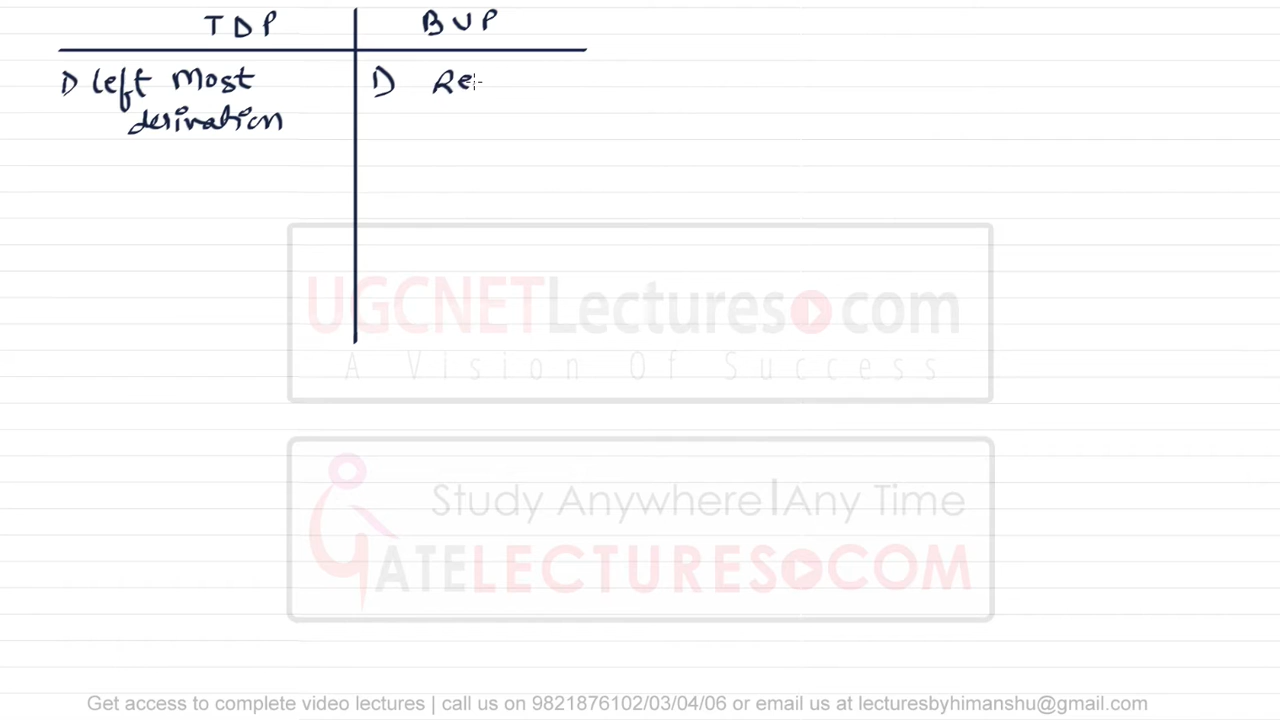 TDP BUP
1) left Most 1) Re
derivation
UGCNETLectures.com
A Vision Of Success
Study Anywhere|Any Time
GATELECTURES.COM
Get access to complete video lectures | call us on 9821876102/03/04/06 or email us at lecturesbyhimanshu@gmail.com